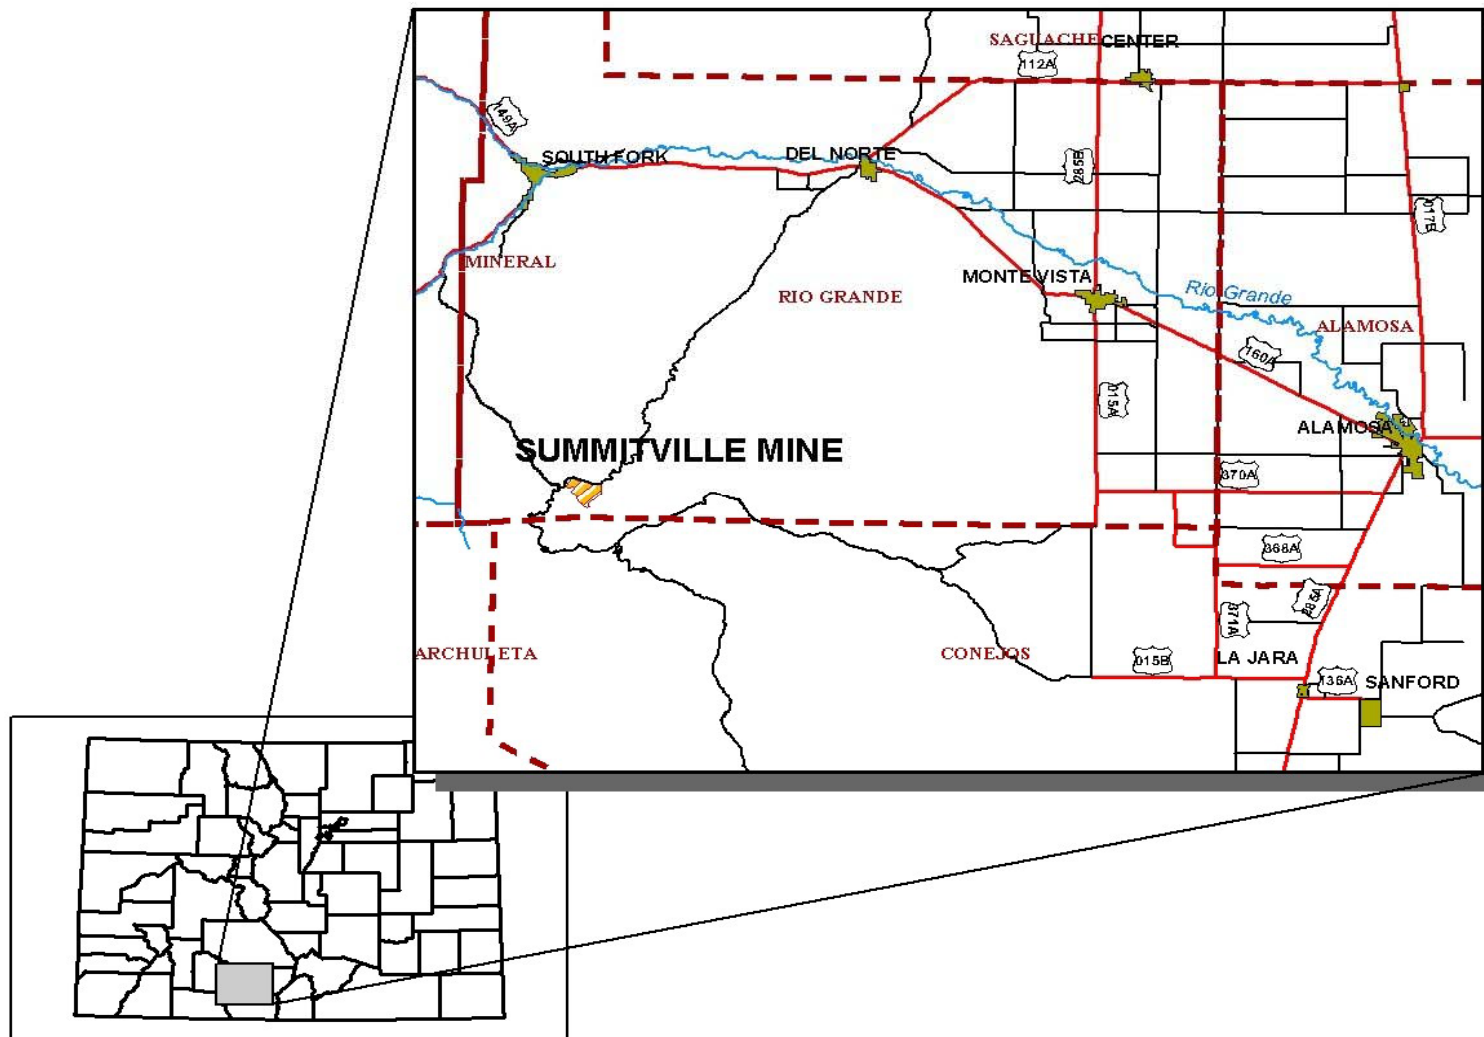 SAGUACHE
CENTER
112A
149A
SOUTH FORK
DEL NORTE
285B
017B
MINERAL
MONTE VISTA
RIO GRANDE
Rio Grande
ALAMOSA
160A
015A
ALAMOSA
SUMMITVILLE MINE
370A
368A
285A
371A
ARCHULETA
CONEJOS
015B
LA JARA
136A
SANFORD